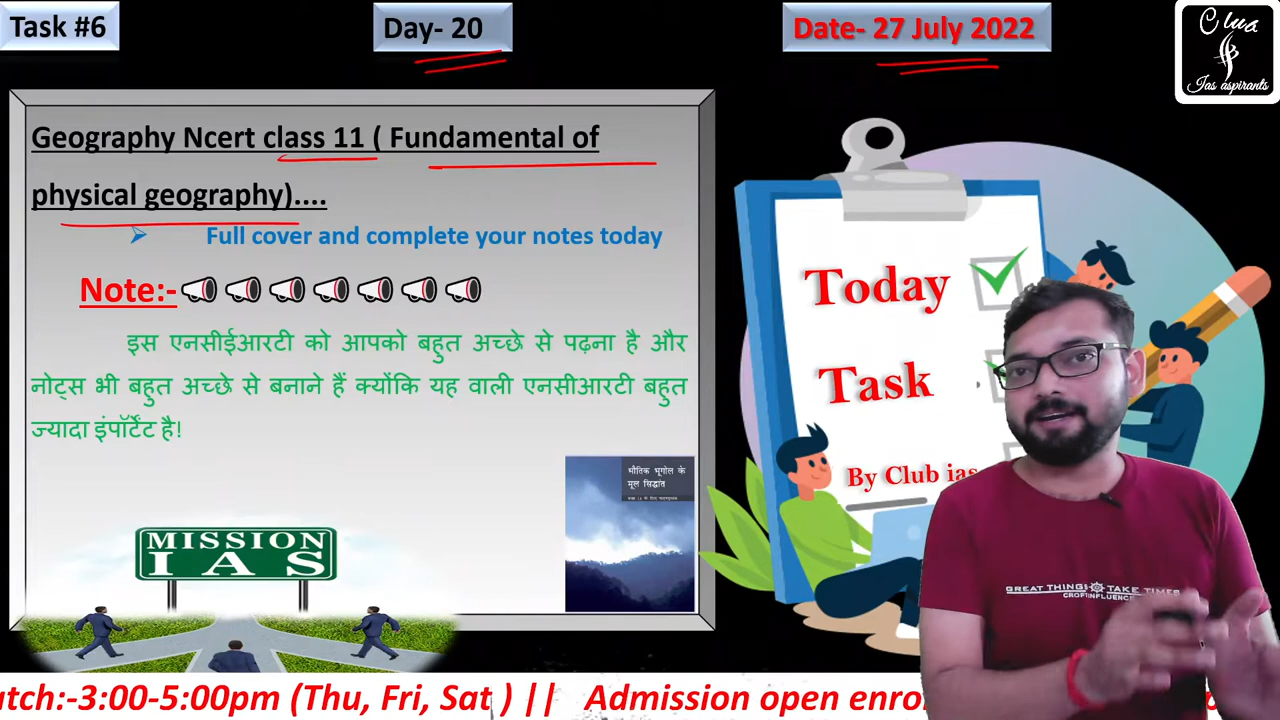 Task #6
Day- 20
Date- 27 July 2022
Clua
Ias aspirants
Geography Ncert class 11 ( Fundamental of
physical geography)....
Full cover and complete your notes today
Note:-
इस एनसीईआरटी को आपको बहुत अच्छे से पढ़ना है और
नोट्स भी बहुत अच्छे से बनाने हैं क्योंकि यह वाली एनसीआरटी बहुत
ज्यादा इंपॉर्टेंट है!
Today
Task
By Club ias
भौतिक भूगोल के
मूल सिद्धांत
MISSION
IAS
GREAT THINGS TAKE TIMES
:-3:00-5:00pm (Thu, Fri, Sat ) || Admission open